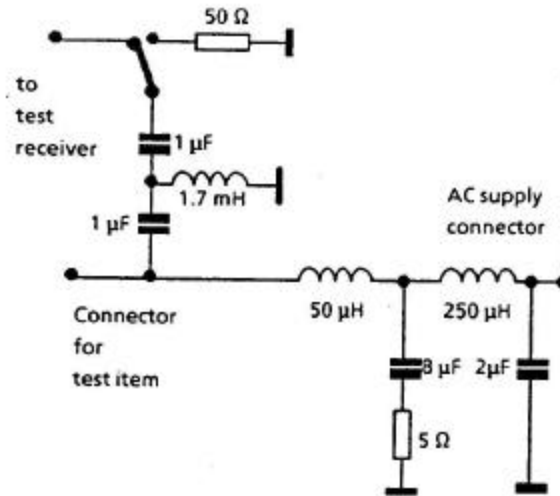 50 Ω
to
test
receiver
1 µF
1.7 mH
1 µF
AC supply
connector
Connector
for
test item
50 µH
250 µH
8 µF
2µF
5 Ω